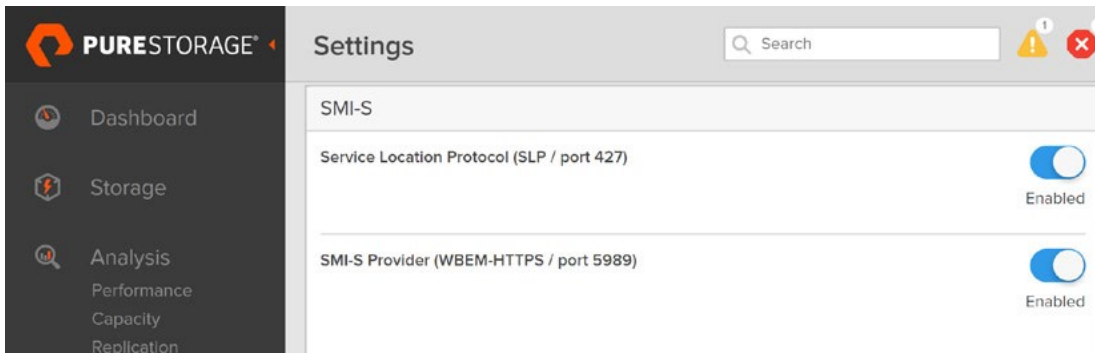 PURESTORAGE®
Settings
Search
1
Dashboard
Storage
Analysis
Performance
Capacity
Replication
SMI-S
Service Location Protocol (SLP / port 427)
Enabled
SMI-S Provider (WBEM-HTTPS / port 5989)
Enabled